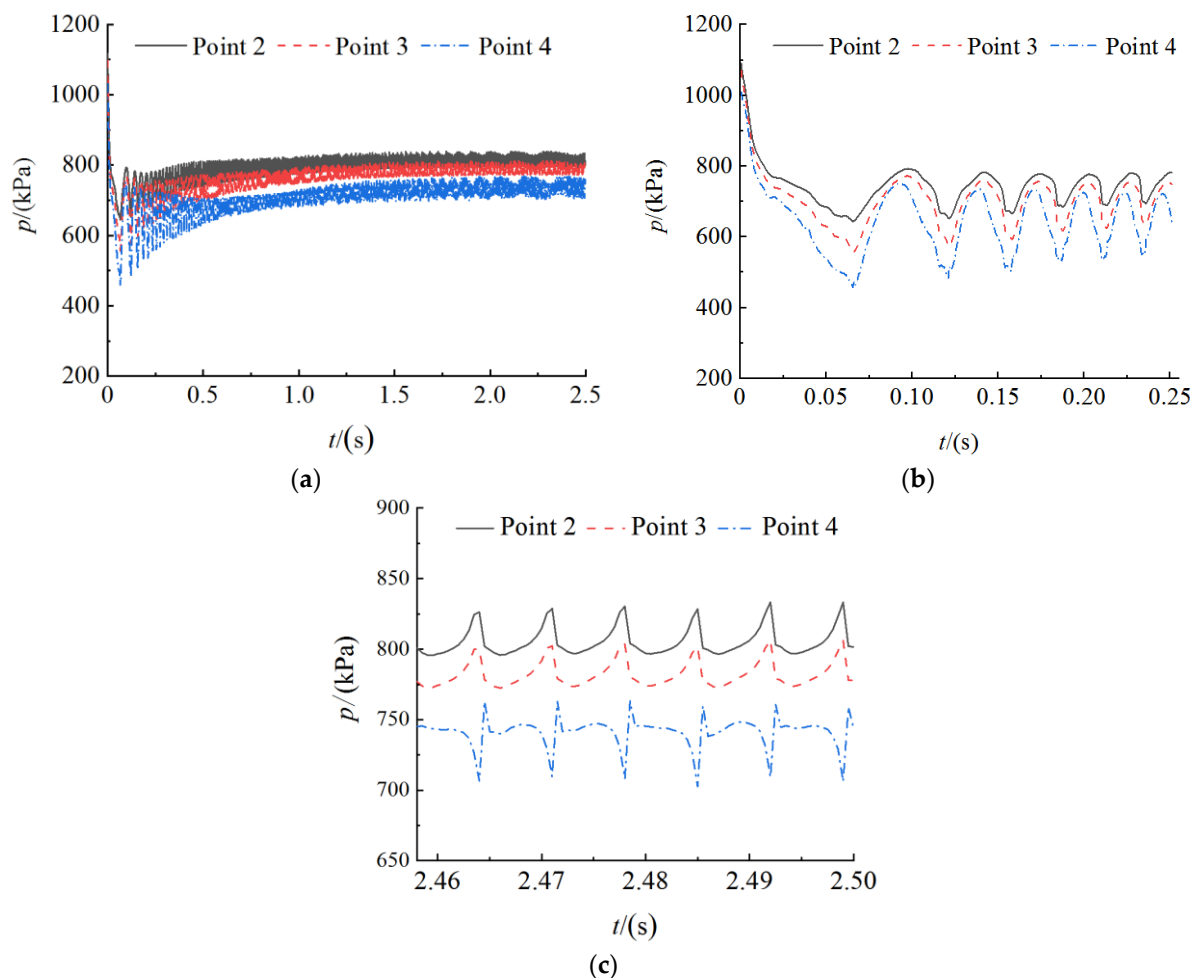 1200
Point 2 Point 3 Point 4
1000
800
600
400
200
p/(kPa)
0 0.5 1.0 1.5 2.0 2.5
t/(s)
(a)
1200
Point 2 Point 3 Point 4
1000
800
600
400
200
p/(kPa)
0 0.05 0.10 0.15 0.20 0.25
t/(s)
(b)
900
Point 2 Point 3 Point 4
850
800
750
700
650
p/(kPa)
2.46 2.47 2.48 2.49 2.50
t/(s)
(c)